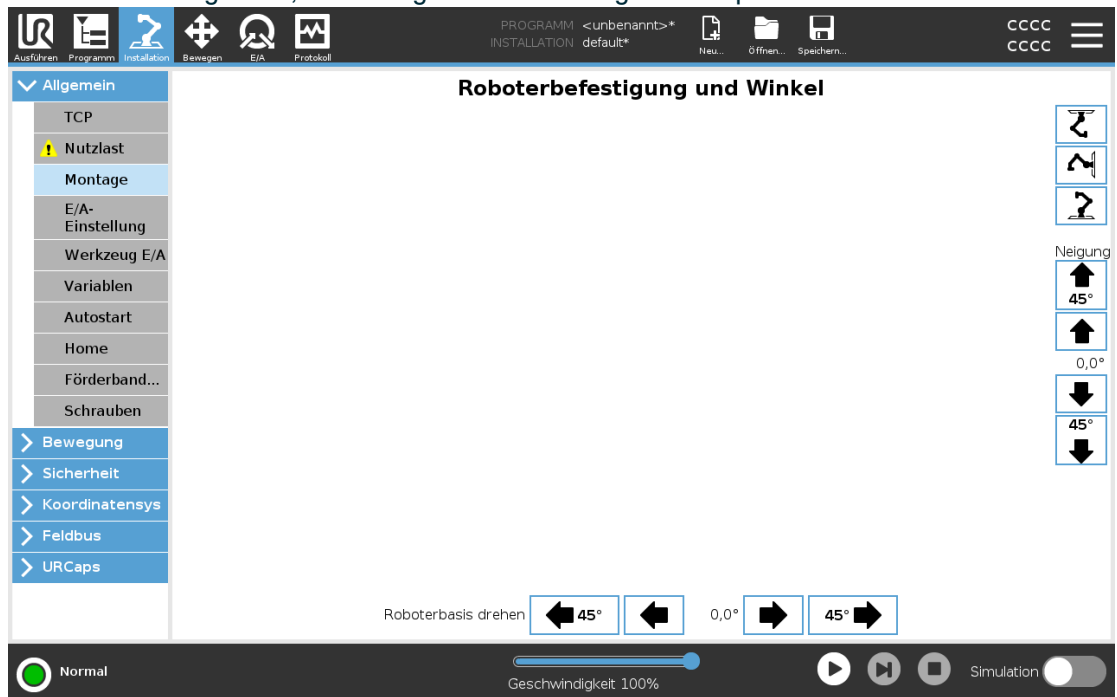 PROGRAMM <unbenannt>*
INSTALLATION default*
Ausführen
Programm
Installation
Bewegen
E/A
Protokoll
Neu...
Öffnen...
Speichern...
CCCC
CCCC
Allgemein
TCP
Nutzlast
Montage
E/A-
Einstellung
Werkzeug E/A
Variablen
Autostart
Home
Förderband...
Schrauben
Bewegung
Sicherheit
Koordinatensys
Feldbus
URCaps
Roboterbefestigung und Winkel
Neigung
45°
0,0°
45°
Roboterbasis drehen 45° 0,0° 45°
Normal
Geschwindigkeit 100%
Simulation